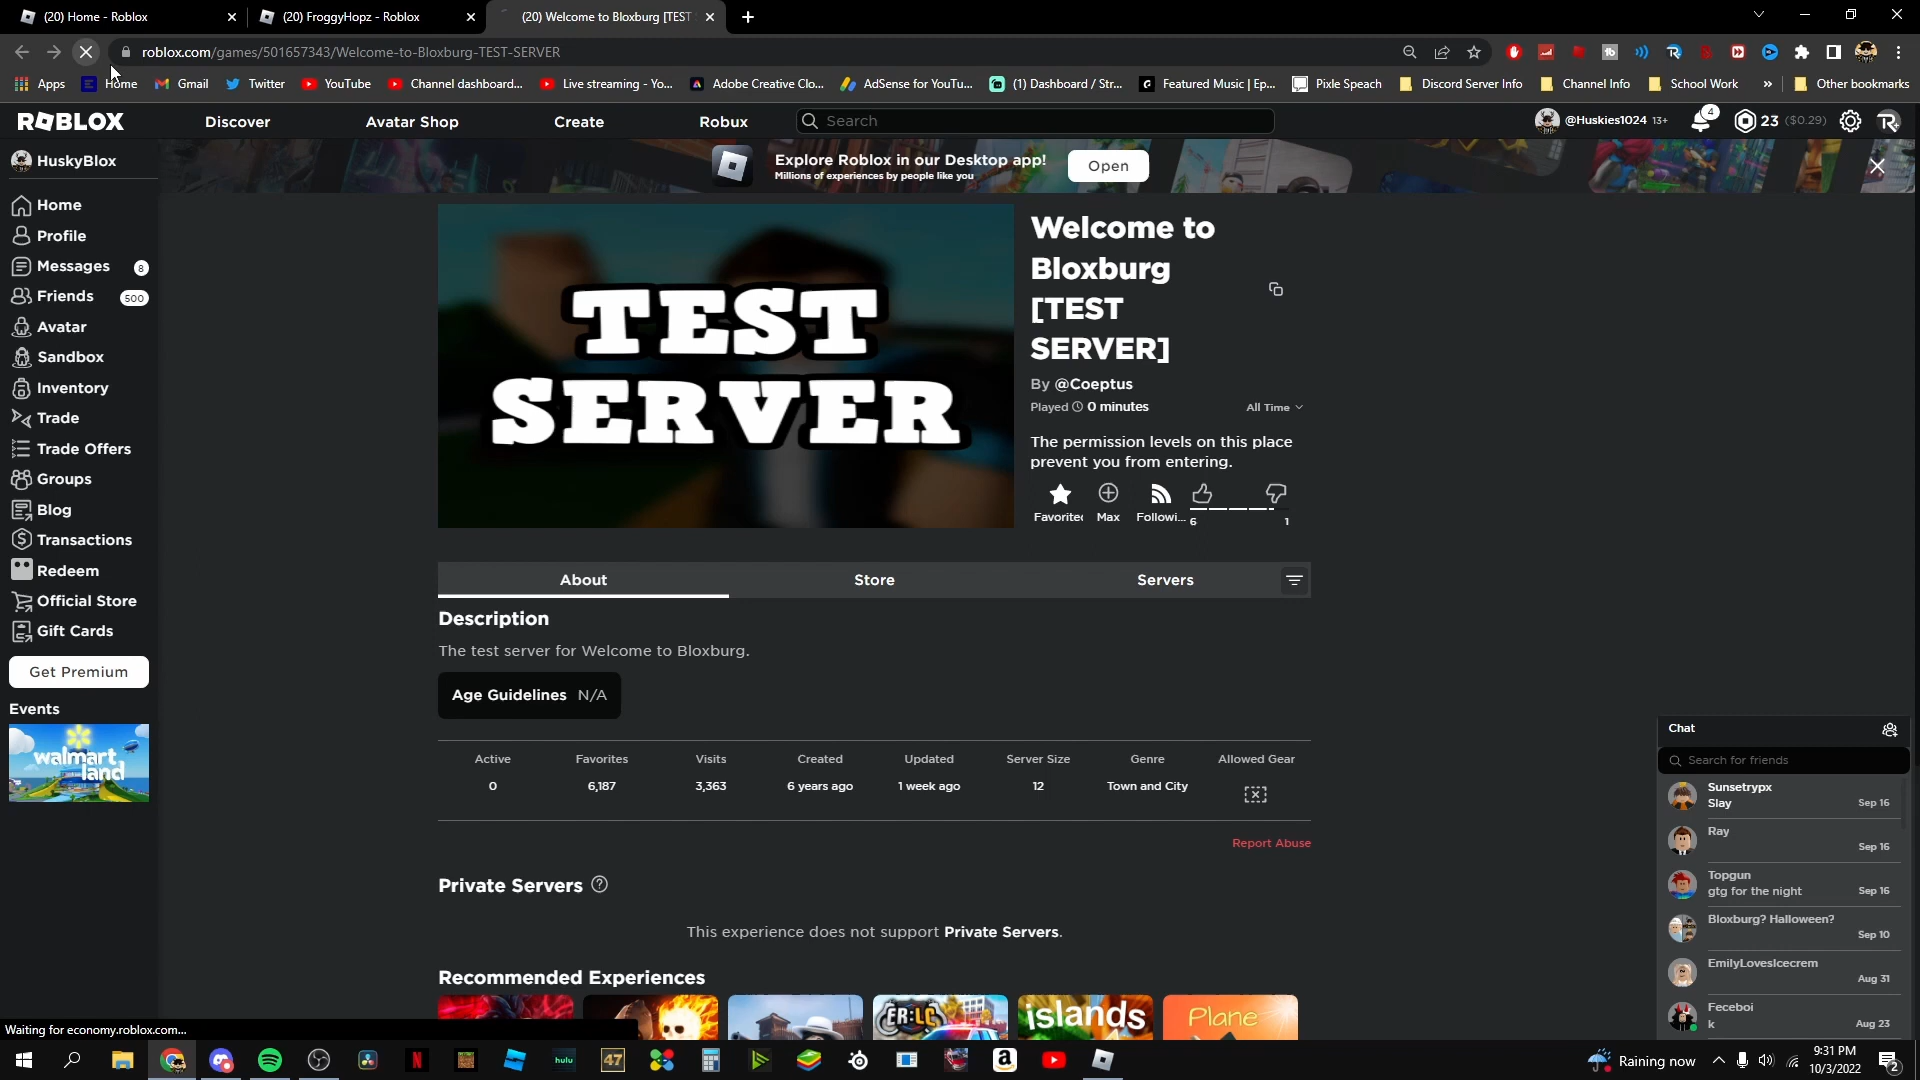 (20) Home - Roblox
(20) FroggyHopz - Roblox
(20) Welcome to Bloxburg [TEST
roblox.com/games/501657343/Welcome-to-Bloxburg-TEST-SERVER
Apps
Home
Gmail
Twitter
YouTube
Channel dashboard...
Live streaming - Yo...
Adobe Creative Clo...
AdSense for YouTu...
(1) Dashboard / Str...
Featured Music | Ep...
Pixle Speach
Discord Server Info
Channel Info
School Work
»
Other bookmarks
ROBLOX
Discover
Avatar Shop
Create
Robux
Search
@Huskies1024 13+
4
23 ($0.29)
HuskyBlox
Explore Roblox in our Desktop app!
Millions of experiences by people like you
Open
Home
Profile
Messages 8
Friends 500
Avatar
Sandbox
Inventory
Trade
Trade Offers
Groups
Blog
Transactions
Redeem
Official Store
Gift Cards
Get Premium
Events
walmart
land
TEST
SERVER
Welcome to
Bloxburg
[TEST
SERVER]
By @Coeptus
Played 0 minutes
All Time
The permission levels on this place
prevent you from entering.
Favorited
Max
Followi...
6
1
About
Store
Servers
Description
The test server for Welcome to Bloxburg.
Age Guidelines N/A
Active Favorites Visits Created Updated Server Size Genre Allowed Gear
0 6,187 3,363 6 years ago 1 week ago 12 Town and City
Report Abuse
Private Servers
This experience does not support Private Servers.
Recommended Experiences
ER:LC
islands
Plane
Chat
Search for friends
Sunsetrypx
Slay Sep 16
Ray
Sep 16
Topgun
gtg for the night Sep 16
Bloxburg? Halloween?
Sep 10
EmilyLovesIcecrem
Aug 31
Feceboi
k Aug 23
Waiting for economy.roblox.com...
hulu
47
Raining now
9:31 PM
10/3/2022
2